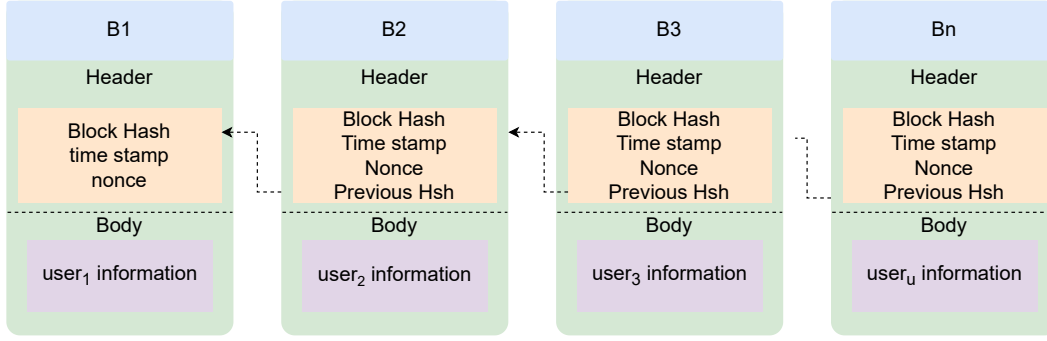 B1
Header
Block Hash
time stamp
nonce
Body
user₁ information
B2
Header
Block Hash
Time stamp
Nonce
Previous Hsh
Body
user₂ information
B3
Header
Block Hash
Time stamp
Nonce
Previous Hsh
Body
user₃ information
Bn
Header
Block Hash
Time stamp
Nonce
Previous Hsh
Body
userᵤ information